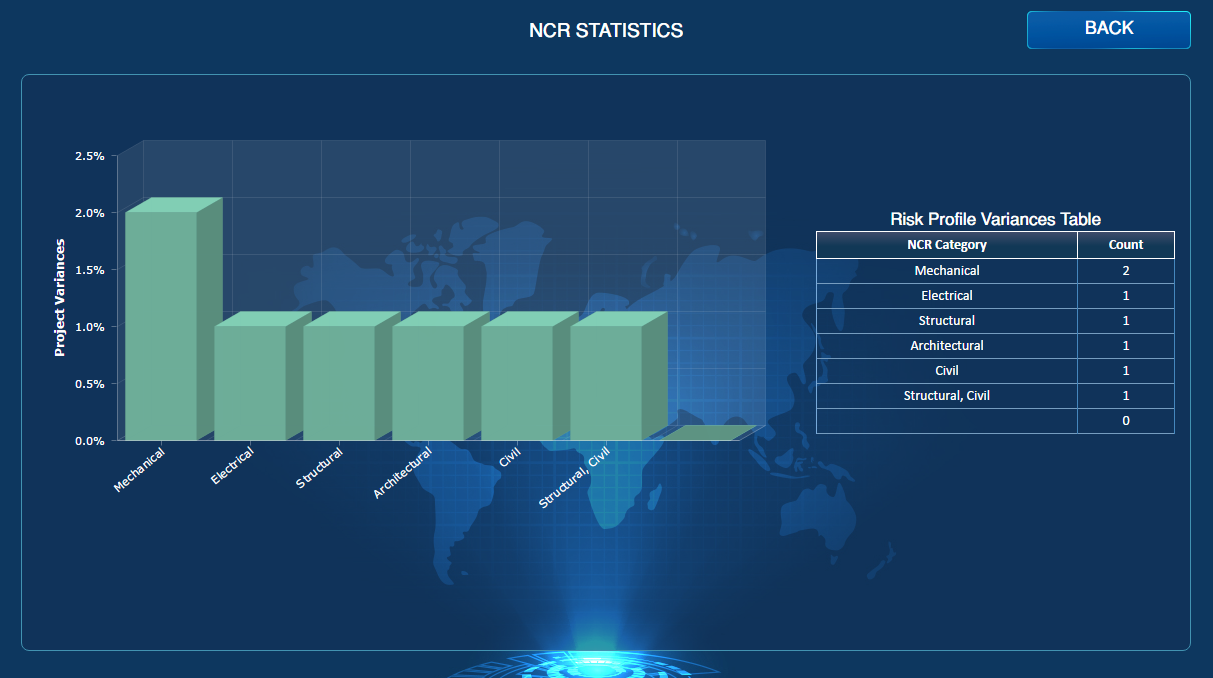 NCR STATISTICS
BACK
Project Variances
2.5%
2.0%
1.5%
1.0%
0.5%
0.0%
Mechanical
Electrical
Structural
Architectural
Civil
Structural, Civil
Risk Profile Variances Table
NCR Category Count
Mechanical 2
Electrical 1
Structural 1
Architectural 1
Civil 1
Structural, Civil 1
0